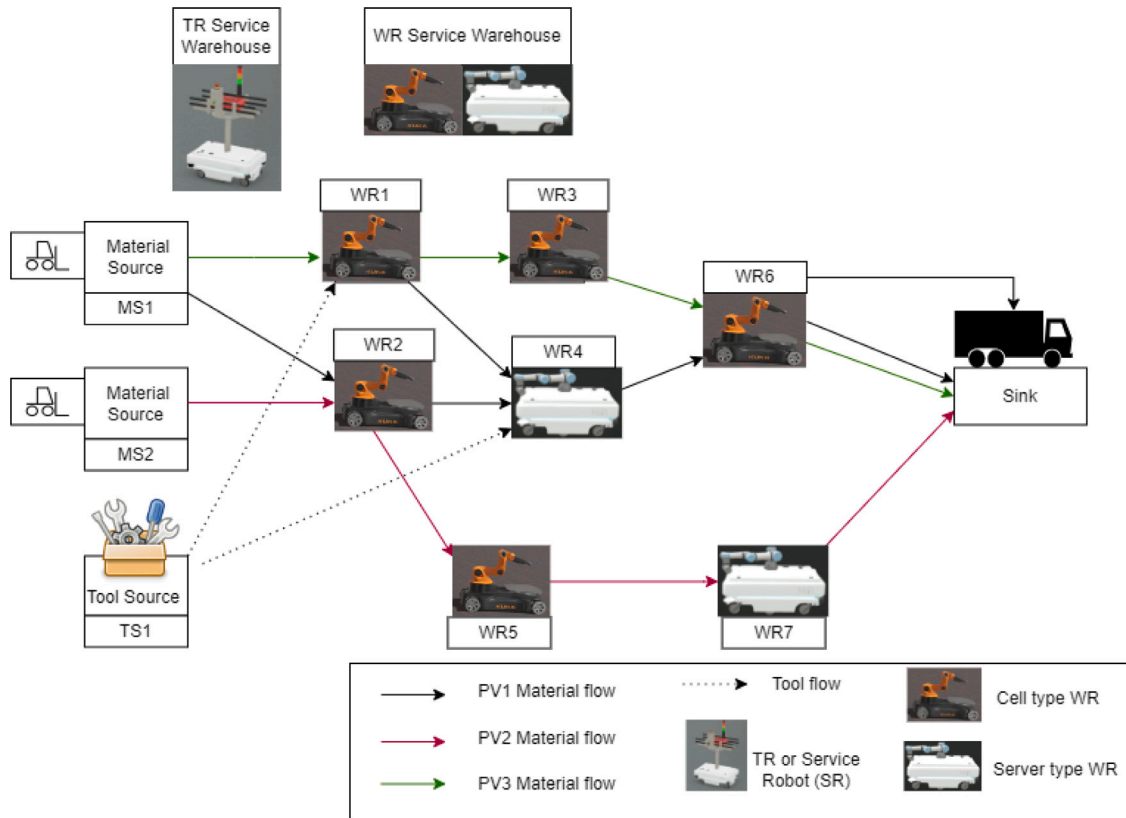 TR Service
Warehouse
WR Service Warehouse
WR1
WR3
Material
Source
MS1
WR6
WR2
WR4
Material
Source
MS2
Sink
Tool Source
TS1
WR5
WR7
PV1 Material flow
Tool flow
Cell type WR
PV2 Material flow
TR or Service
Robot (SR)
Server type WR
PV3 Material flow